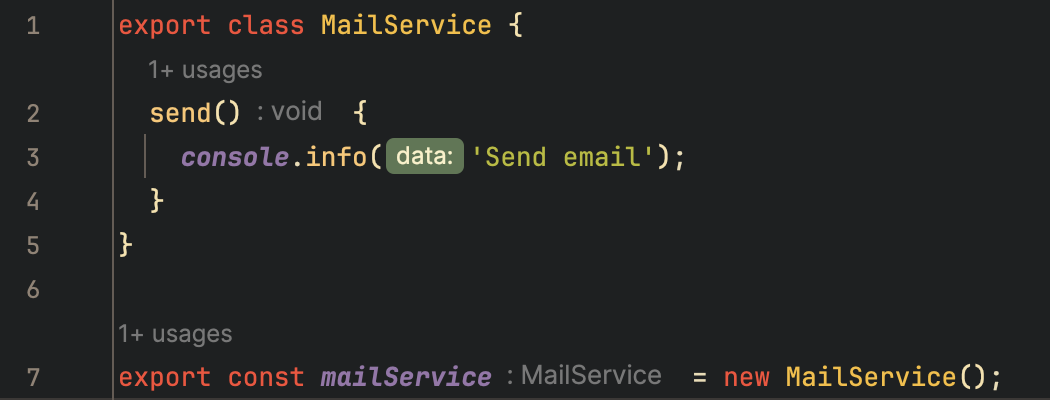 1 export class MailService {
1+ usages
2 send() : void {
3 console.info( data: 'Send email');
4 }
5 }
6
1+ usages
7 export const mailService : MailService = new MailService();